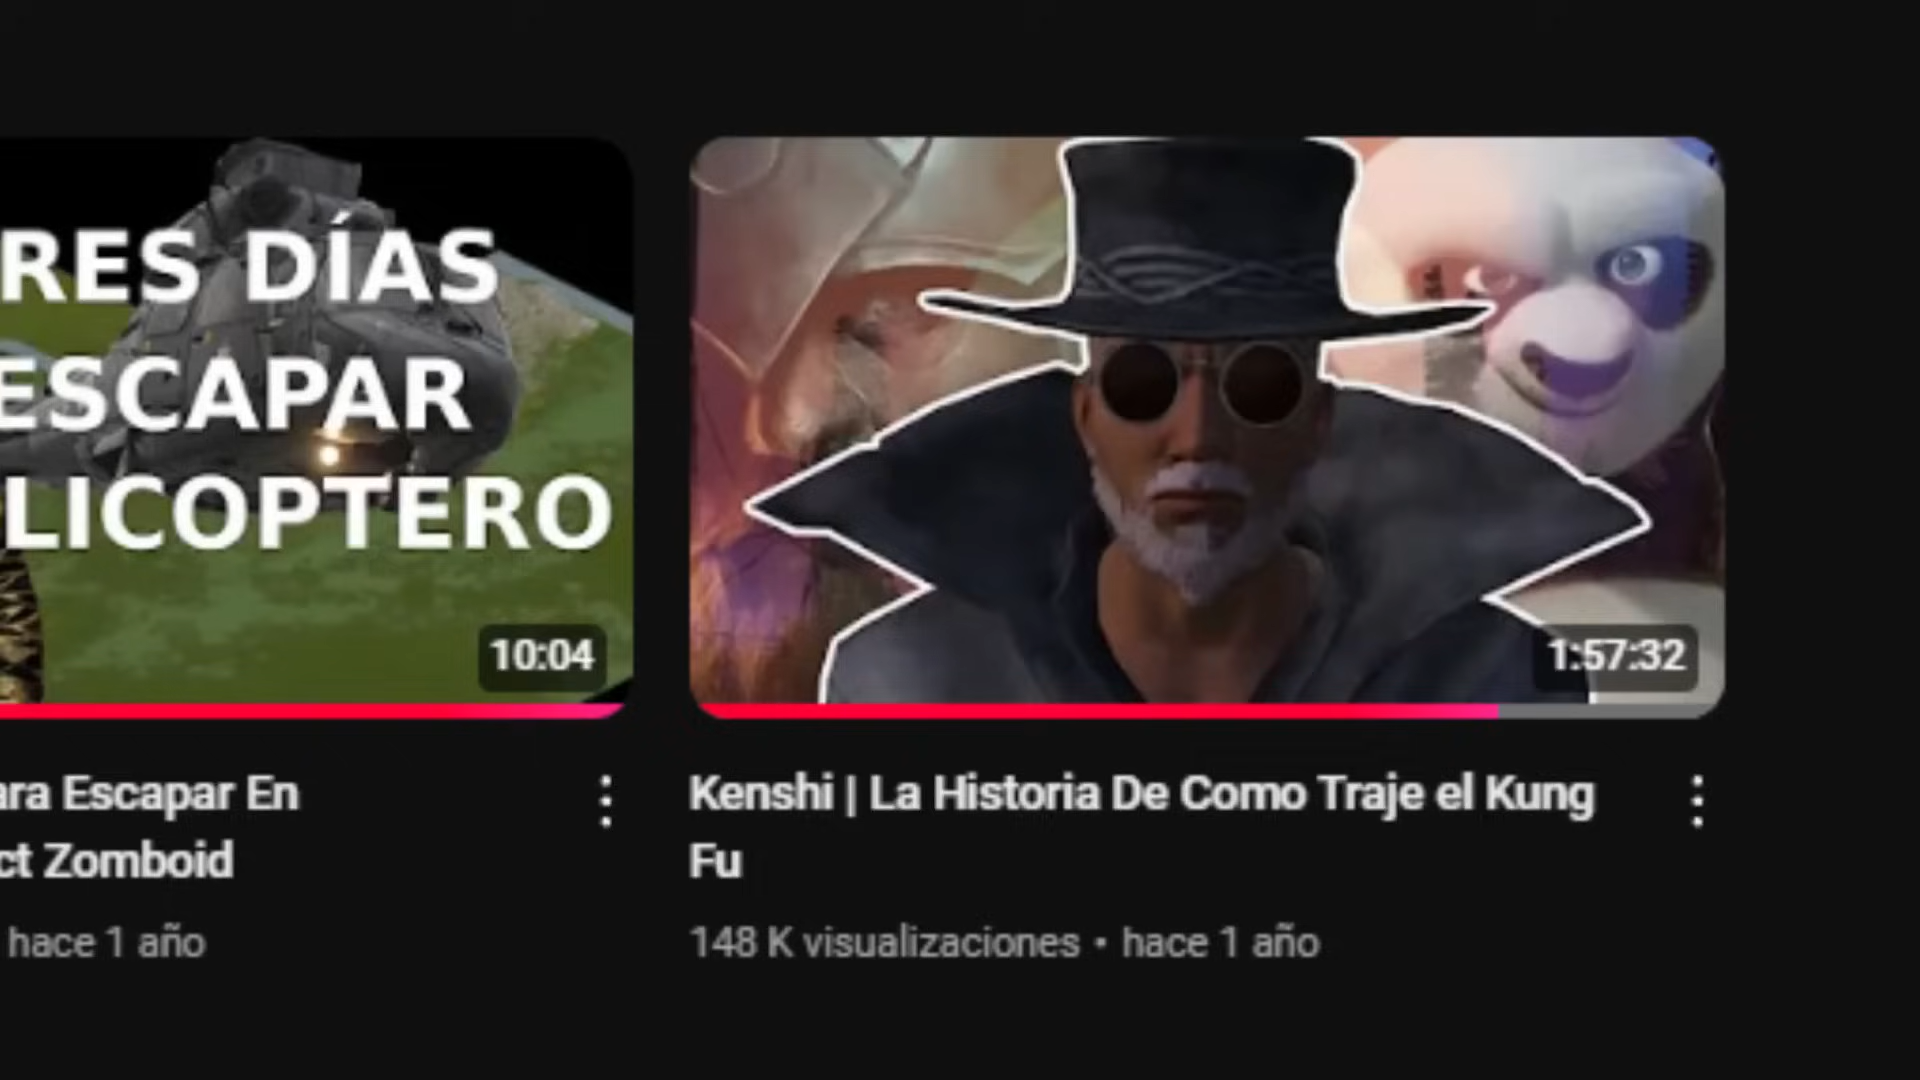 RES DÍAS
ESCAPAR
LICOPTERO
10:04
1:57:32
ara Escapar En
ct Zomboid
hace 1 año
Kenshi | La Historia De Como Traje el Kung
Fu
148 K visualizaciones • hace 1 año